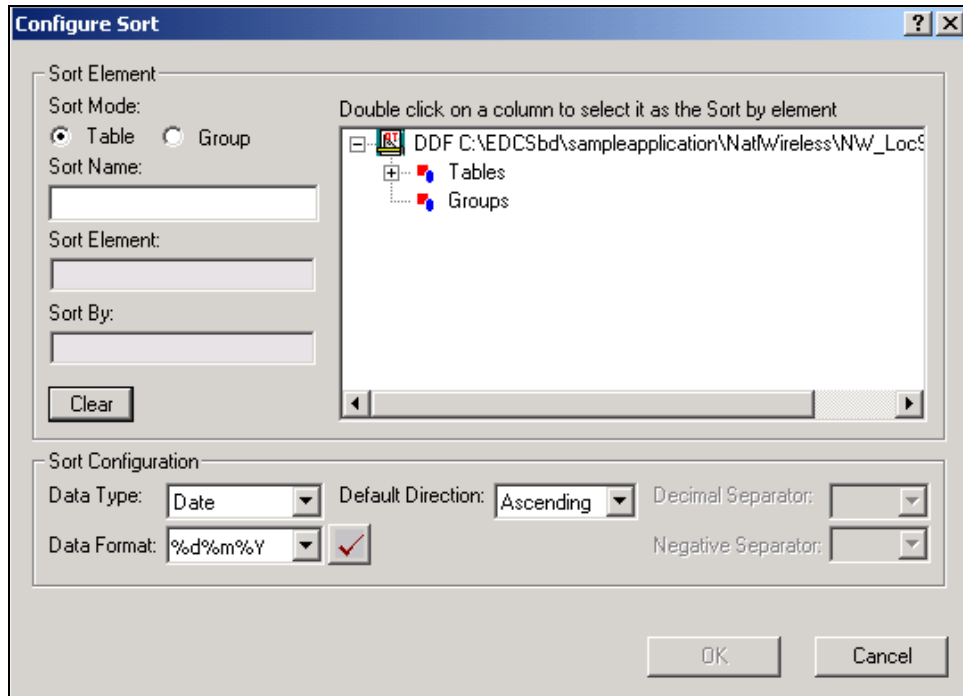 Configure Sort
Sort Element
Sort Mode:
Table Group
Sort Name:
Sort Element:
Sort By:
Clear
Double click on a column to select it as the Sort by element
DDF C:\EDCSbd\sampleapplication\NatlWireless\NW_LocS
Tables
Groups
Sort Configuration
Data Type: Date Default Direction: Ascending Decimal Separator:
Data Format: %d%m%Y Negative Separator:
OK Cancel